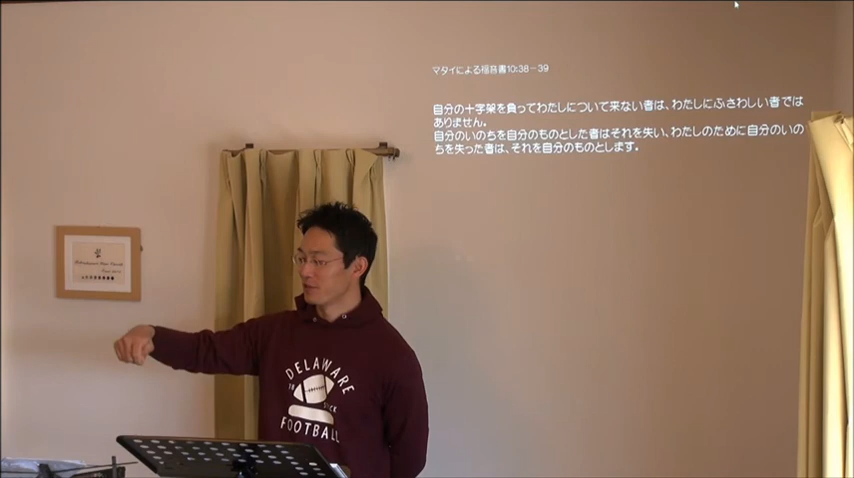 マタイによる福音書10:38－39
自分の十字架を負ってわたしについて来ない者は、わたしにふさわしい者では
ありません。
自分のいのちを自分のものとした者はそれを失い、わたしのために自分のいの
ちを失った者は、それを自分のものとします。
DELAWARE
FOOTBALL